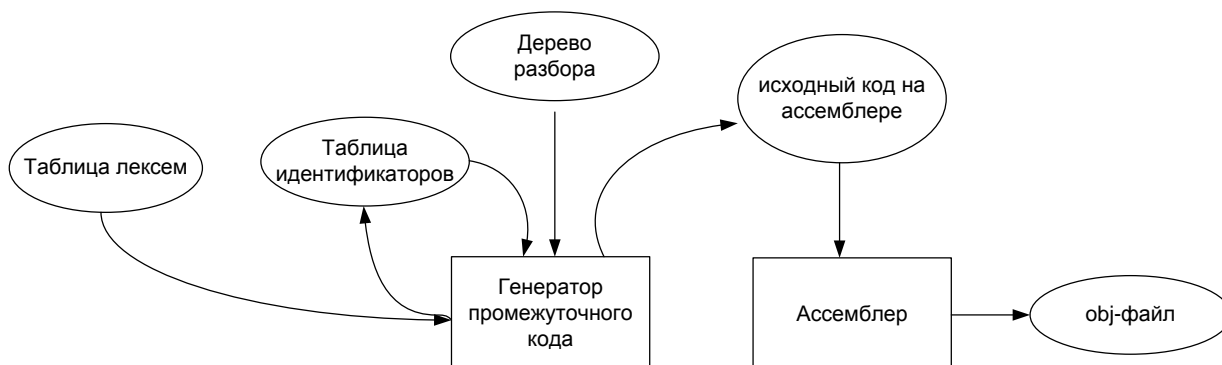 Дерево
разбора
исходный код на
ассемблере
Таблица лексем
Таблица
идентификаторов
Генератор
промежуточного
кода
Ассемблер
obj-файл